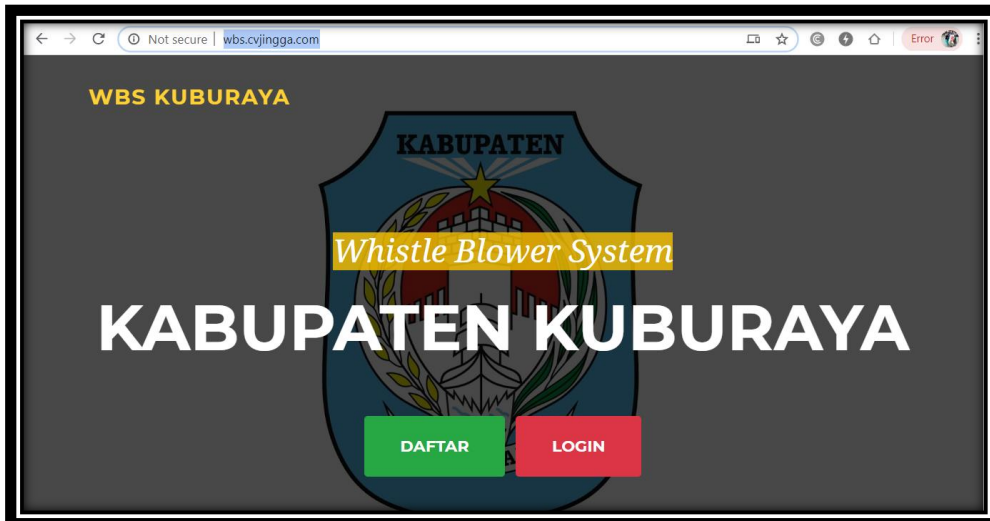 Not secure | wbs.cvjingga.com
Error
WBS KUBURAYA
KABUPATEN
Whistle Blower System
KABUPATEN KUBURAYA
DAFTAR
LOGIN